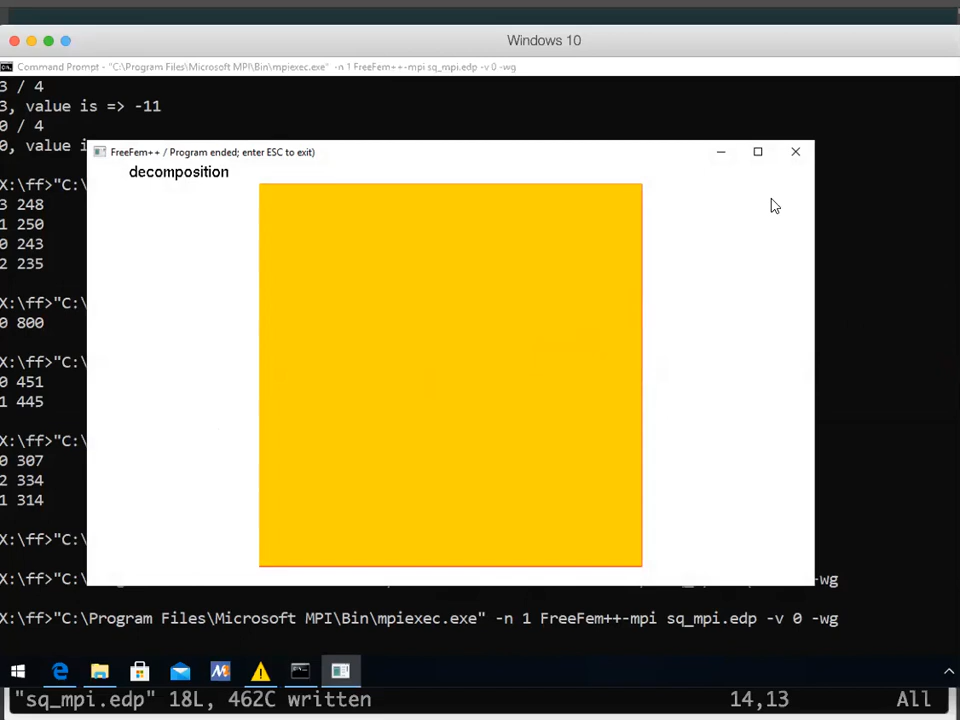 Windows 10
Command Prompt - "C:\Program Files\Microsoft MPI\Bin\mpiexec.exe" -n 1 FreeFem++-mpi sq_mpi.edp -v 0 -wg
3 / 4
3, value is => -11
0 / 4
0, value i
FreeFem++ / Program ended; enter ESC to exit)
decomposition
X:\ff>"C:\
3 248
1 250
0 243
2 235
X:\ff>"C:\
0 800
X:\ff>"C:\
0 451
1 445
X:\ff>"C:\
0 307
2 334
1 314
X:\ff>"C:\
X:\ff>"C:\ -wg
X:\ff>"C:\Program Files\Microsoft MPI\Bin\mpiexec.exe" -n 1 FreeFem++-mpi sq_mpi.edp -v 0 -wg
"sq_mpi.edp" 18L, 462C written 14,13 All